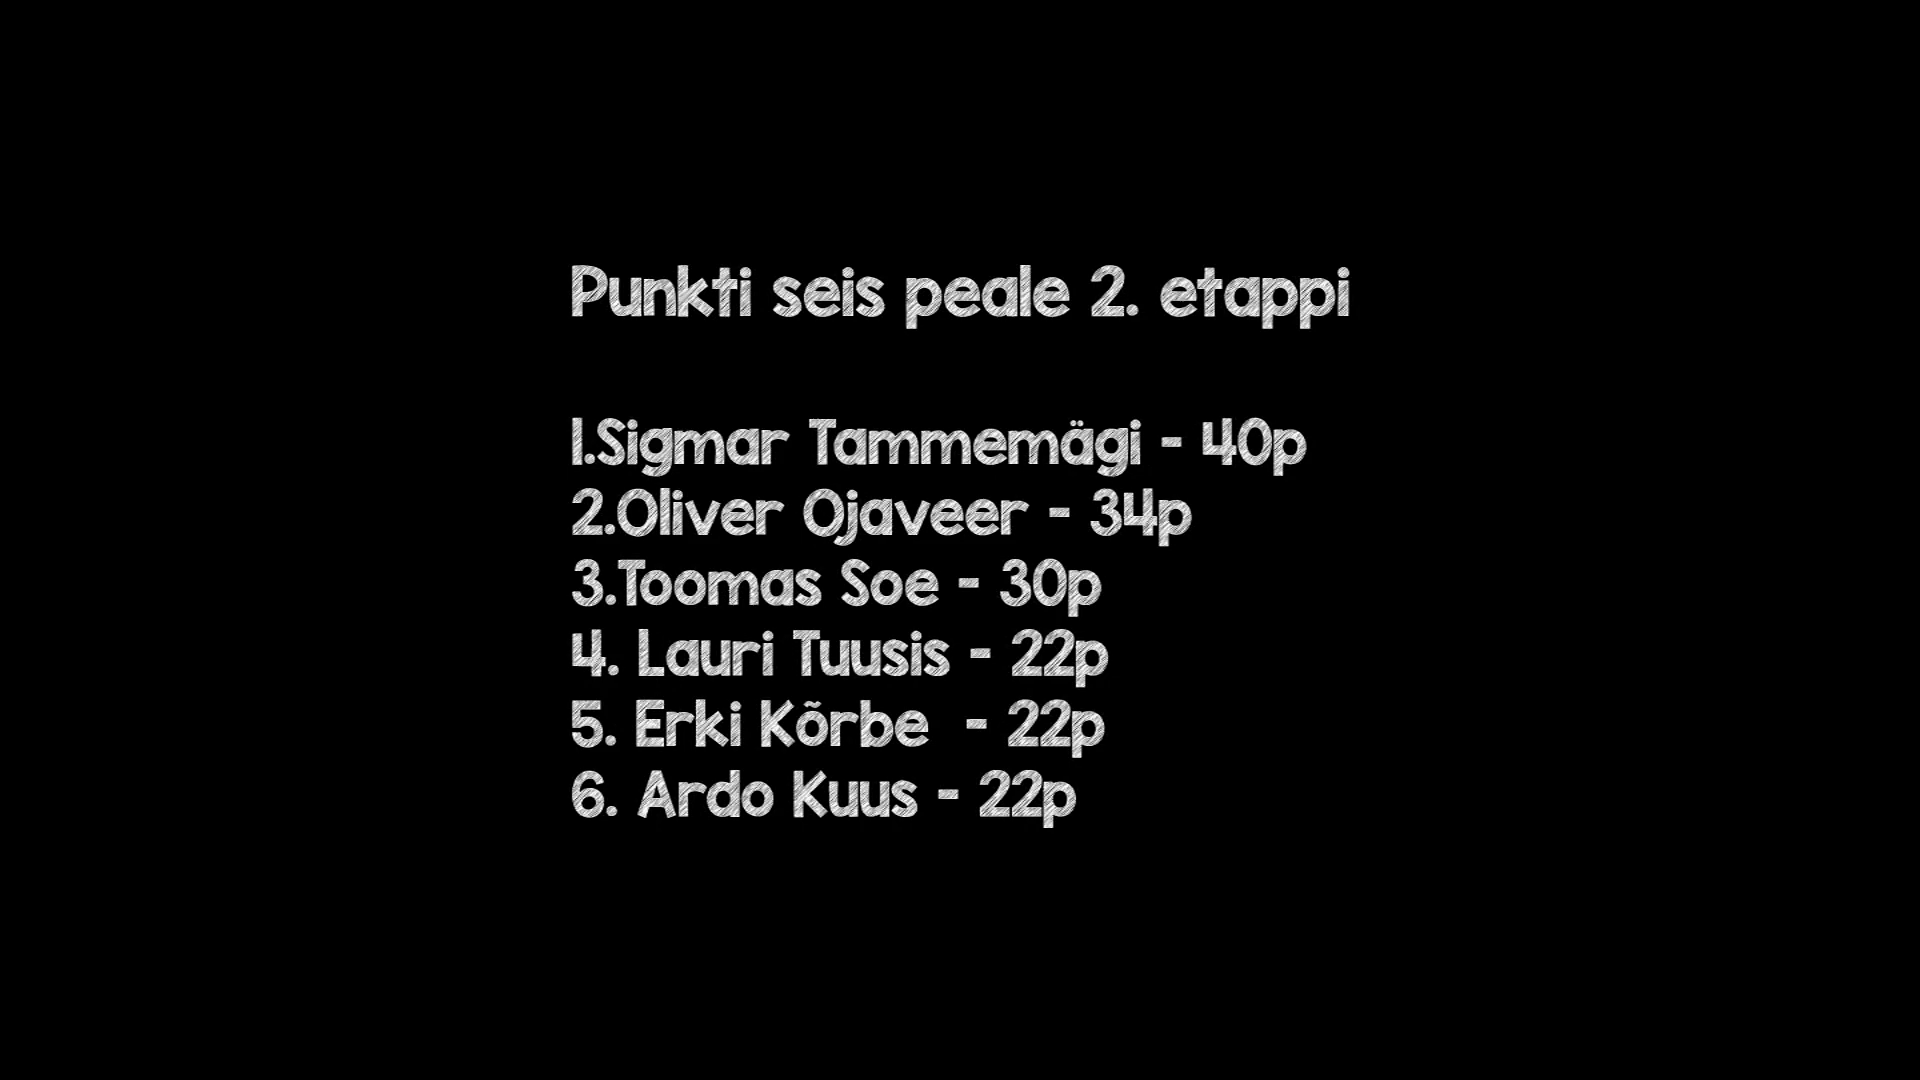 Punkti seis peale 2. etappi
1.Sigmar Tammemägi - 40p
2.Oliver Ojaveer - 34p
3.Toomas Soe - 30p
4. Lauri Tuusis - 22p
5. Erki Kõrbe  - 22p
6. Ardo Kuus - 22p